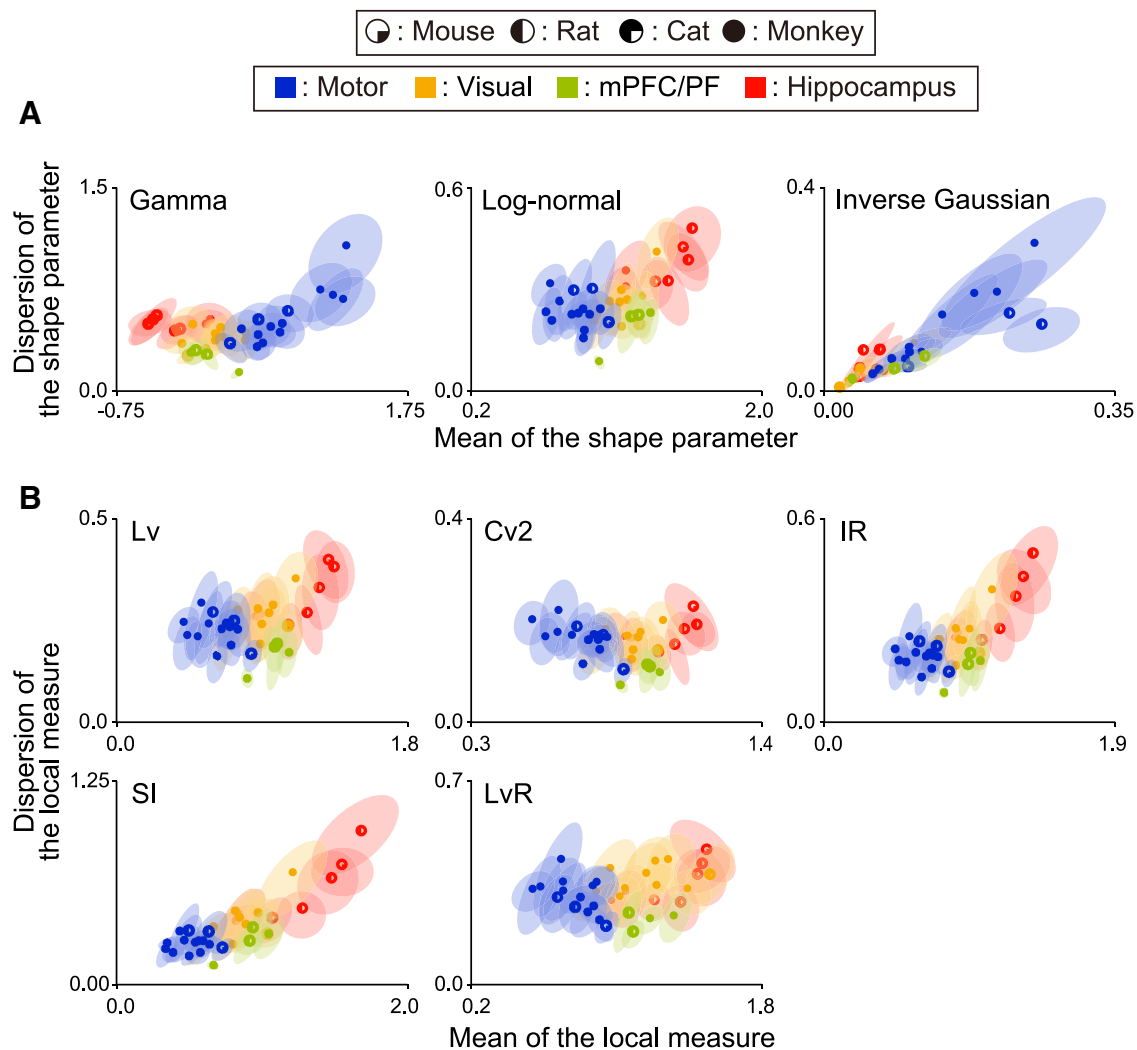 : Mouse : Rat : Cat : Monkey
: Motor : Visual : mPFC/PF : Hippocampus
A
Dispersion of
the shape parameter
1.5
Gamma
0.0
-0.75
1.75
0.6
Log-normal
0.0
0.2
2.0
0.4
Inverse Gaussian
0.0
0.00
0.35
Mean of the shape parameter
B
Dispersion of
the local measure
0.5
Lv
0.0
0.0
1.8
0.4
Cv2
0.0
0.3
1.4
0.6
IR
0.0
0.0
1.9
1.25
SI
0.00
0.0
2.0
0.7
LvR
0.0
0.2
1.8
Mean of the local measure